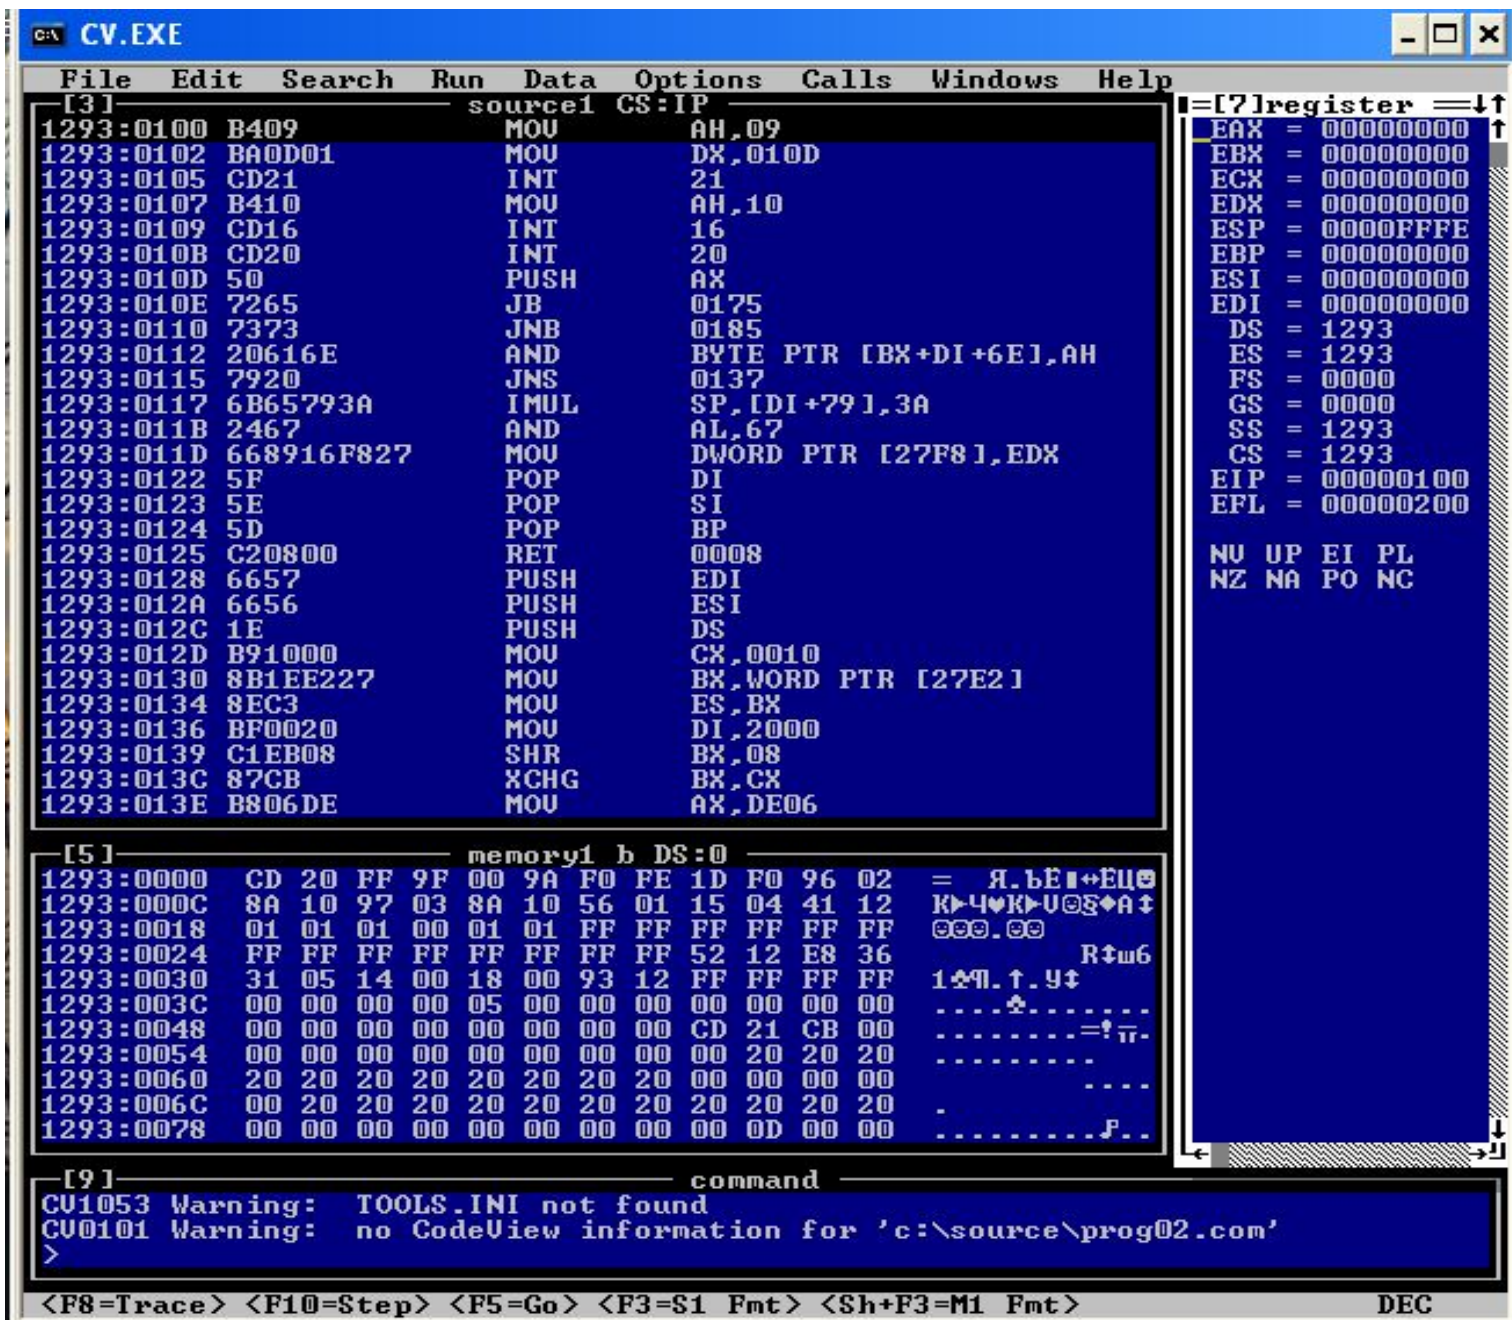 CV.EXE
File Edit Search Run Data Options Calls Windows Help
[3] source1 CS:IP
1293:0100 B409 MOV AH,09
1293:0102 BA0D01 MOV DX,010D
1293:0105 CD21 INT 21
1293:0107 B410 MOV AH,10
1293:0109 CD16 INT 16
1293:010B CD20 INT 20
1293:010D 50 PUSH AX
1293:010E 7265 JB 0175
1293:0110 7373 JNB 0185
1293:0112 20616E AND BYTE PTR [BX+DI+6E],AH
1293:0115 7920 JNS 0137
1293:0117 6B65793A IMUL SP,[DI+79],3A
1293:011B 2467 AND AL,67
1293:011D 668916F827 MOV DWORD PTR [27F8],EDX
1293:0122 5F POP DI
1293:0123 5E POP SI
1293:0124 5D POP BP
1293:0125 C20800 RET 0008
1293:0128 6657 PUSH EDI
1293:012A 6656 PUSH ESI
1293:012C 1E PUSH DS
1293:012D B91000 MOV CX,0010
1293:0130 8B1EE227 MOV BX,WORD PTR [27E2]
1293:0134 8EC3 MOV ES,BX
1293:0136 BF0020 MOV DI,2000
1293:0139 C1EB08 SHR BX,08
1293:013C 87CB XCHG BX,CX
1293:013E B806DE MOV AX,DE06
[7]register
EAX = 00000000
EBX = 00000000
ECX = 00000000
EDX = 00000000
ESP = 0000FFFE
EBP = 00000000
ESI = 00000000
EDI = 00000000
DS = 1293
ES = 1293
FS = 0000
GS = 0000
SS = 1293
CS = 1293
EIP = 00000100
EFL = 00000200
NV UP EI PL
NZ NA PO NC
[5] memory1 b DS:0
1293:0000 CD 20 FF 9F 00 9A F0 FE 1D F0 96 02 = Я.ЪЁ■↔ЁЦ☻
1293:000C 8A 10 97 03 8A 10 56 01 15 04 41 12 К►Ч♥К►V☺§♦A↕
1293:0018 01 01 01 00 01 01 FF FF FF FF FF FF ☺☺☺.☺☺
1293:0024 FF FF FF FF FF FF FF FF 52 12 E8 36 R↕ш6
1293:0030 31 05 14 00 18 00 93 12 FF FF FF FF 1♣¶.↑.У↕
1293:003C 00 00 00 00 05 00 00 00 00 00 00 00 ....♣.......
1293:0048 00 00 00 00 00 00 00 00 CD 21 CB 00 ........=!╦.
1293:0054 00 00 00 00 00 00 00 00 00 20 20 20 .........
1293:0060 20 20 20 20 20 20 20 20 00 00 00 00 ....
1293:006C 00 20 20 20 20 20 20 20 20 20 20 20 .
1293:0078 00 00 00 00 00 00 00 00 00 0D 00 00 .........♪..
[9] command
CV1053 Warning: TOOLS.INI not found
CV0101 Warning: no CodeView information for 'c:\source\prog02.com'
>
<F8=Trace> <F10=Step> <F5=Go> <F3=S1 Fmt> <Sh+F3=M1 Fmt> DEC